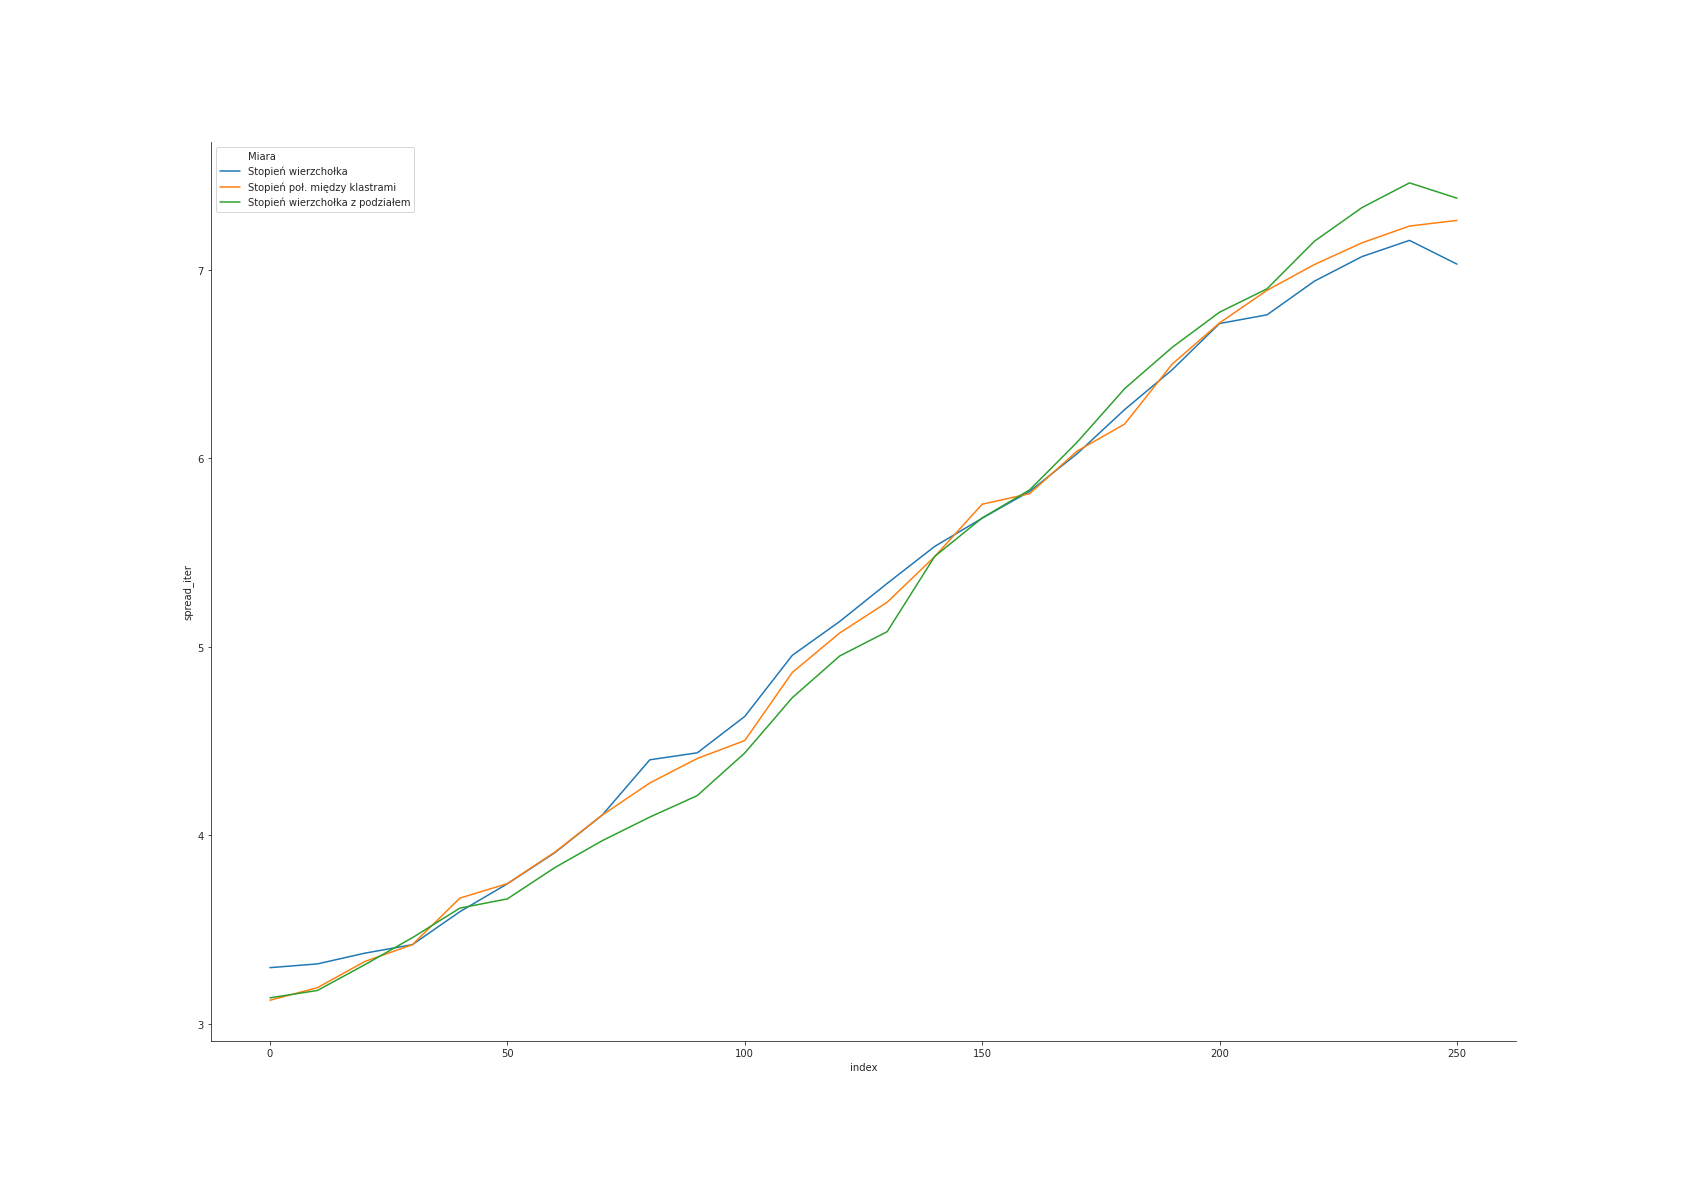 Miara
Stopień wierzchołka
Stopień poł. między klastrami
Stopień wierzchołka z podziałem
7
6
5
4
3
spread_iter
0 50 100 150 200 250
index